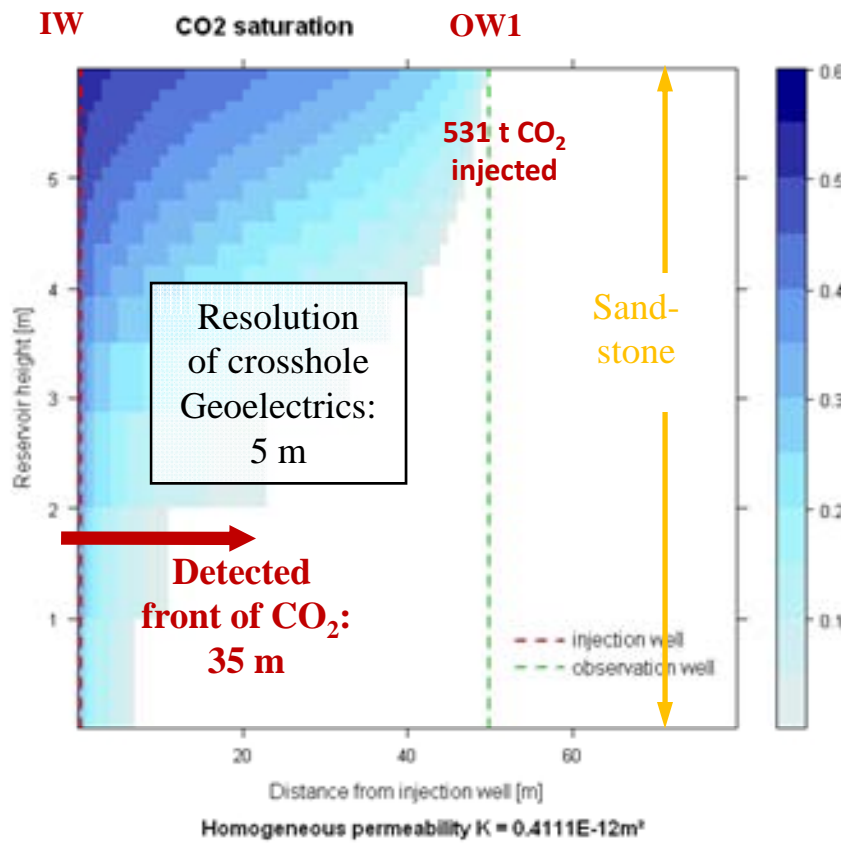 IW
CO2 saturation
OW1
531 t CO₂
injected
Resolution
of crosshole
Geoelectrics:
5 m
Sand-
stone
Detected
front of CO₂:
35 m
injection well
observation well
Reservoir height [m]
5
4
3
2
1
20
40
60
Distance from injection well [m]
Homogeneous permeability K = 0.4111E-12m²
0.6
0.5
0.4
0.3
0.2
0.1